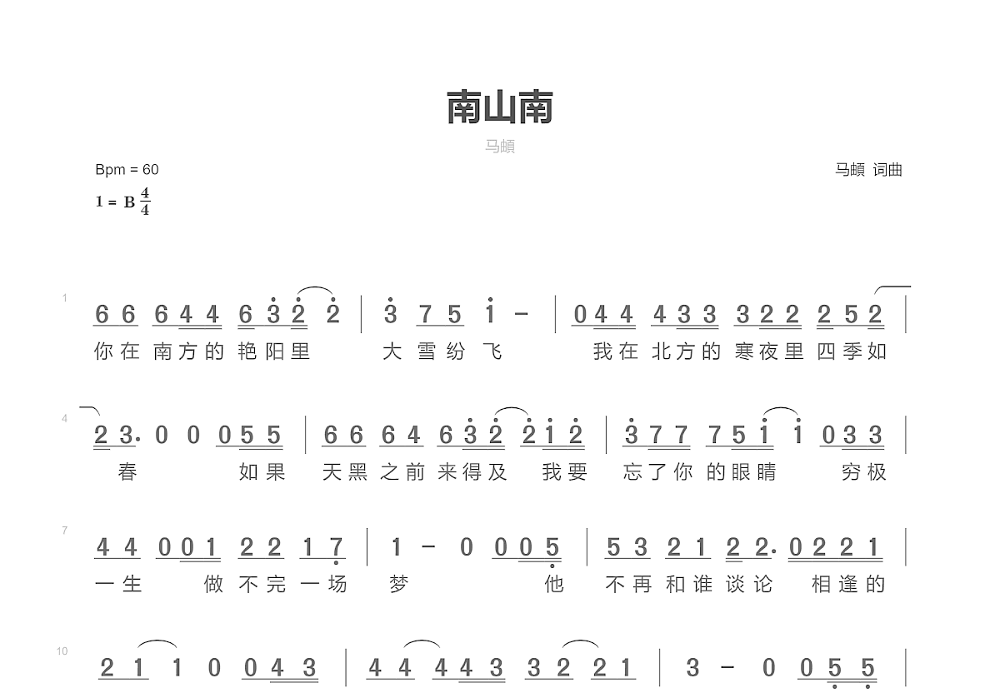 南山南
马頔
Bpm = 60
马頔 词曲
1 = B 4/4
1
6 6 6 4 4 6 3 2 2 | 3 7 5 1 – | 0 4 4 4 3 3 3 2 2 2 5 2 |
你在南方的艳阳里 大雪纷飞 我在北方的寒夜里四季如
4
2 3. 0 0 0 5 5 | 6 6 6 4 6 3 2 2 1 2 | 3 7 7 7 5 1 1 0 3 3 |
春 如果天黑之前来得及我要忘了你的眼睛 穷极
7
4 4 0 0 1 2 2 1 7 | 1 – 0 0 0 5 | 5 3 2 1 2 2. 0 2 2 1 |
一生 做不完一场梦 他不再和谁谈论 相逢的
10
2 1 1 0 0 4 3 | 4 4 4 4 3 3 2 2 1 | 3 – 0 0 5 5 |